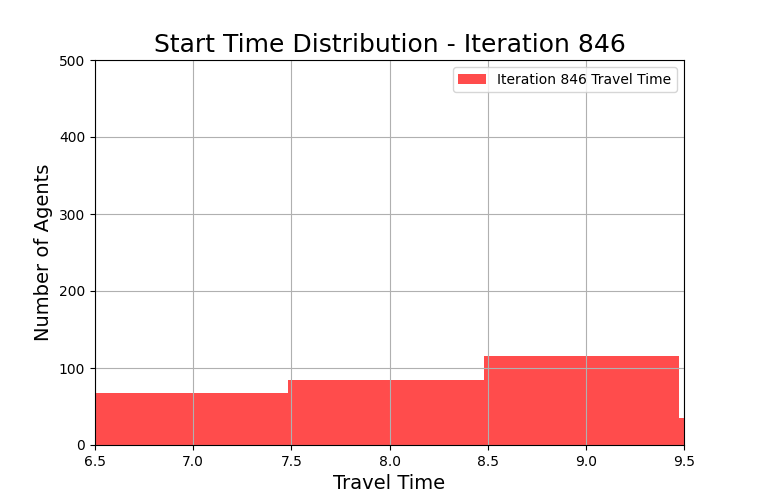 Start Time Distribution - Iteration 846
Iteration 846 Travel Time
Number of Agents
500
400
300
200
100
0
6.5 7.0 7.5 8.0 8.5 9.0 9.5
Travel Time